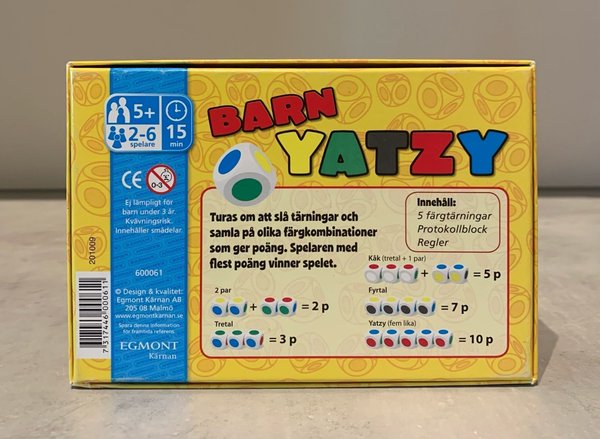 BARN
YATZY
5+
2-6
spelare
15
min
CE
0-3
Ej lämpligt för
barn under 3 år.
Kvävningsrisk.
Innehåller smådelar.
201009
600061
© Design & kvalitet:
Egmont Kärnan AB
205 08 Malmö
www.egmontkarnan.se
Spara denna information
för framtida referens.
EGMONT
Kärnan
7 317446 000611
Turas om att slå tärningar och
samla på olika färgkombinationer
som ger poäng. Spelaren med
flest poäng vinner spelet.
Innehåll:
5 färgtärningar
Protokollblock
Regler
2 par
+ = 2 p
Tretal
= 3 p
Kåk (tretal + 1 par)
+ = 5 p
Fyrtal
= 7 p
Yatzy (fem lika)
= 10 p